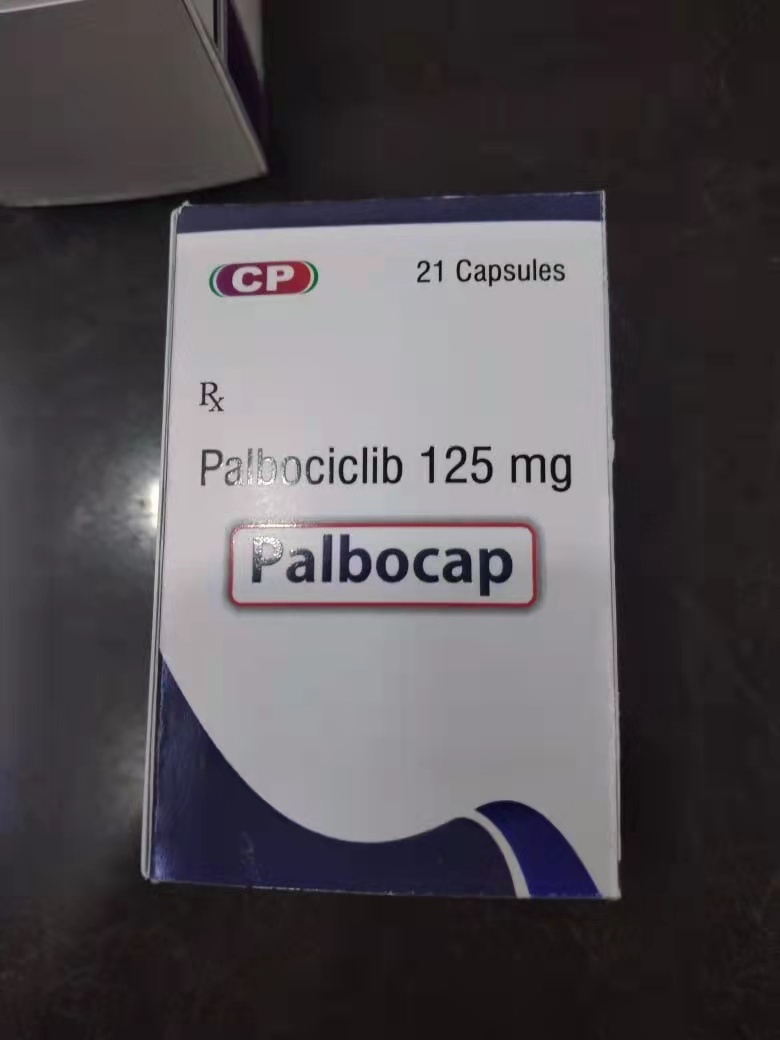 CP
21 Capsules
Rx
Palbociclib 125 mg
Palbocap